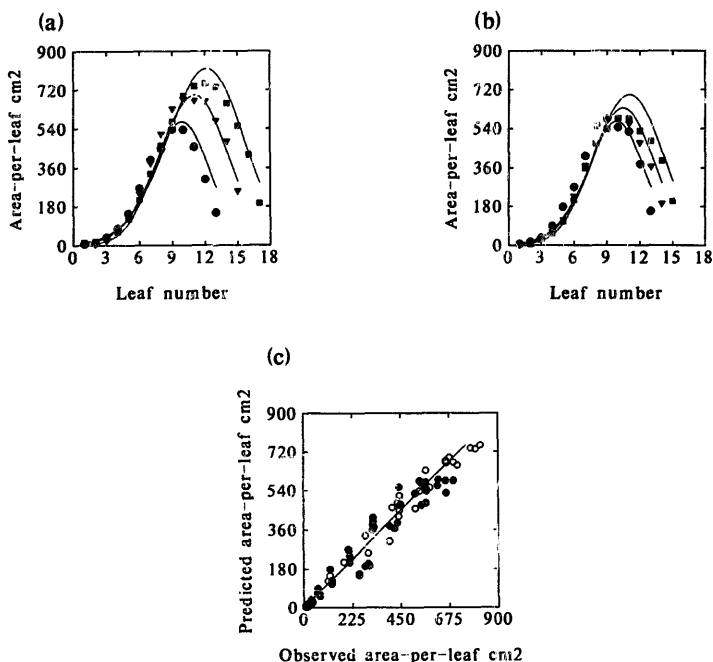 (a)
900
720
540
360
180
0
Area-per-leaf cm2
0 3 6 9 12 15 18
Leaf number
(b)
900
720
540
360
180
0
Area-per-leaf cm2
0 3 6 9 12 15 18
Leaf number
(c)
900
720
540
360
180
0
Predicted area-per-leaf cm2
0 225 450 675 900
Observed area-per-leaf cm2